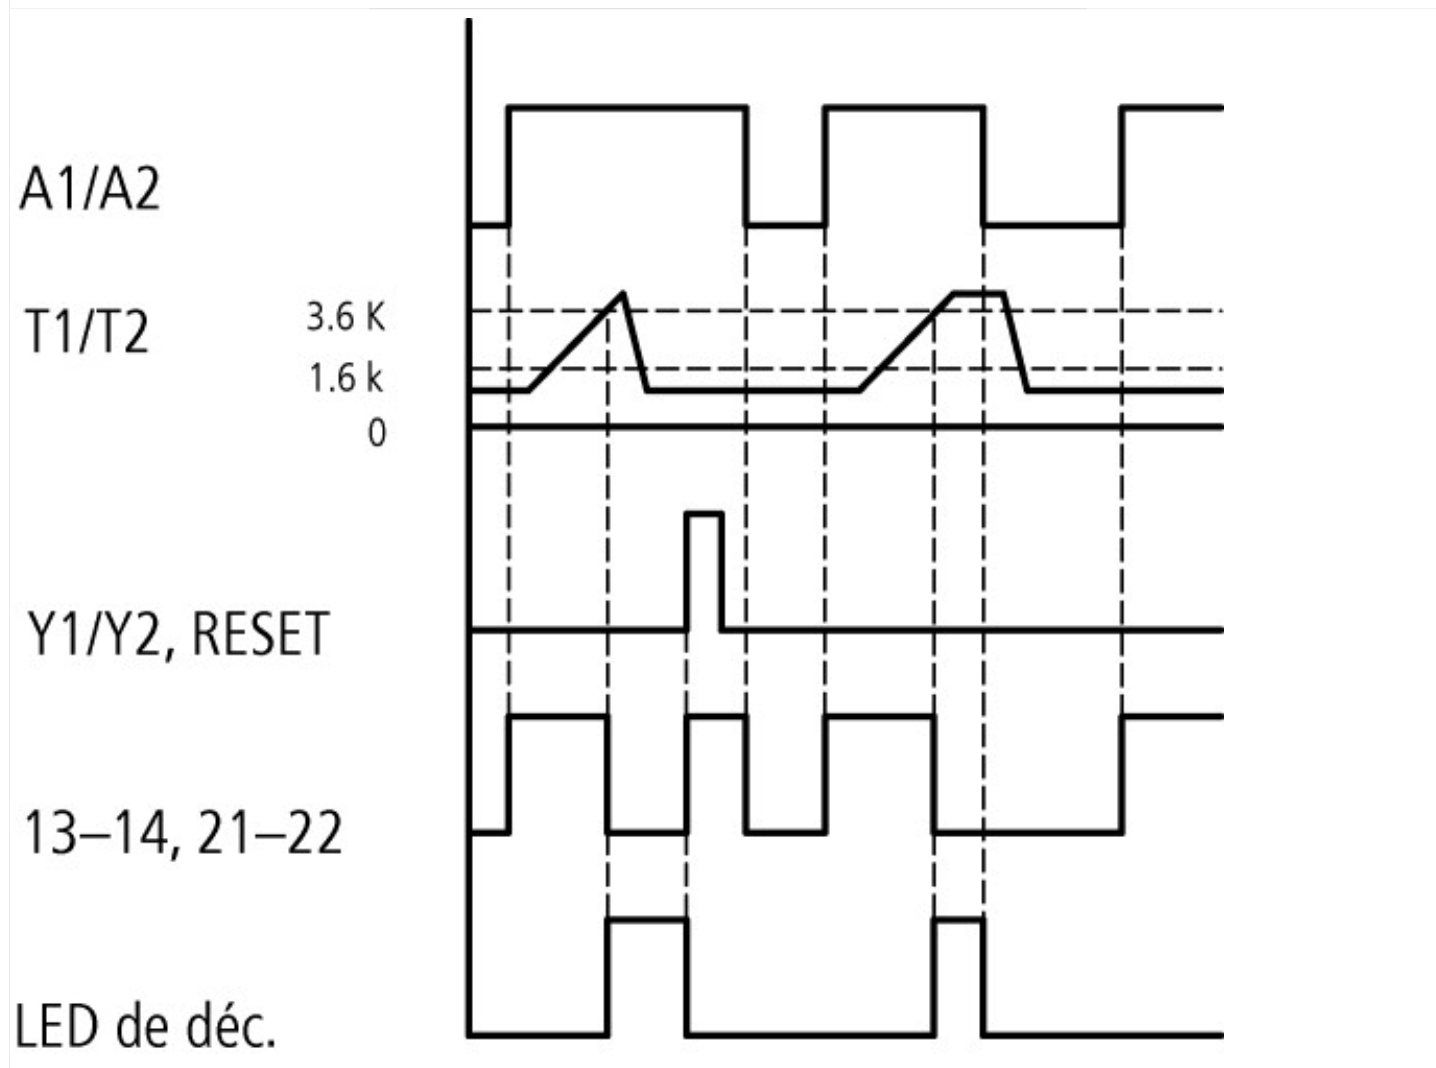 A1/A2
T1/T2
3.6 K
1.6 k
0
Y1/Y2, RESET
13–14, 21–22
LED de déc.